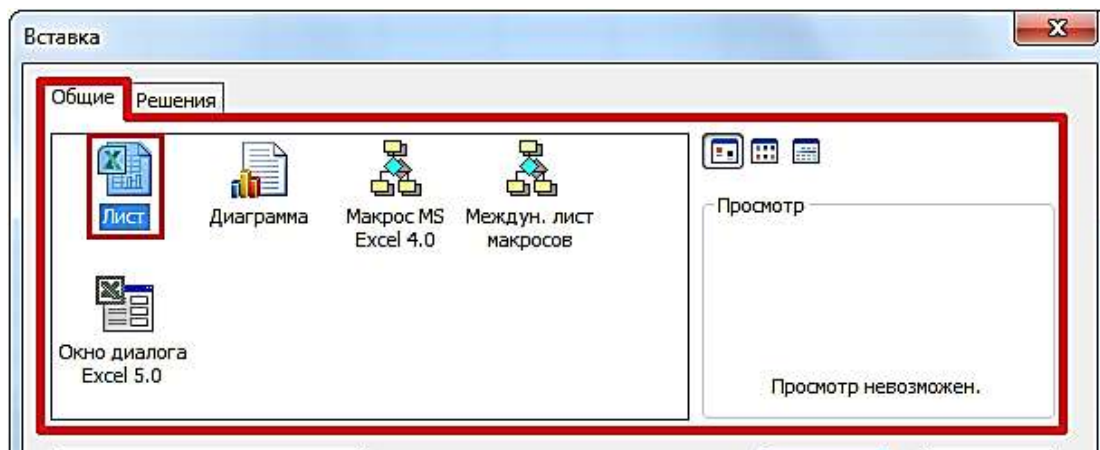 Вставка
Общие
Решения
Лист
Диаграмма
Макрос MS
Excel 4.0
Междун. лист
макросов
Окно диалога
Excel 5.0
Просмотр
Просмотр невозможен.